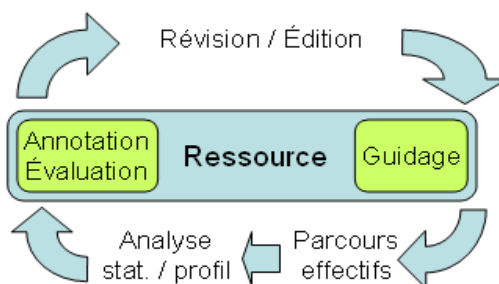 Révision / Édition
Annotation
Évaluation
Ressource
Guidage
Analyse
stat. / profil
Parcours
effectifs